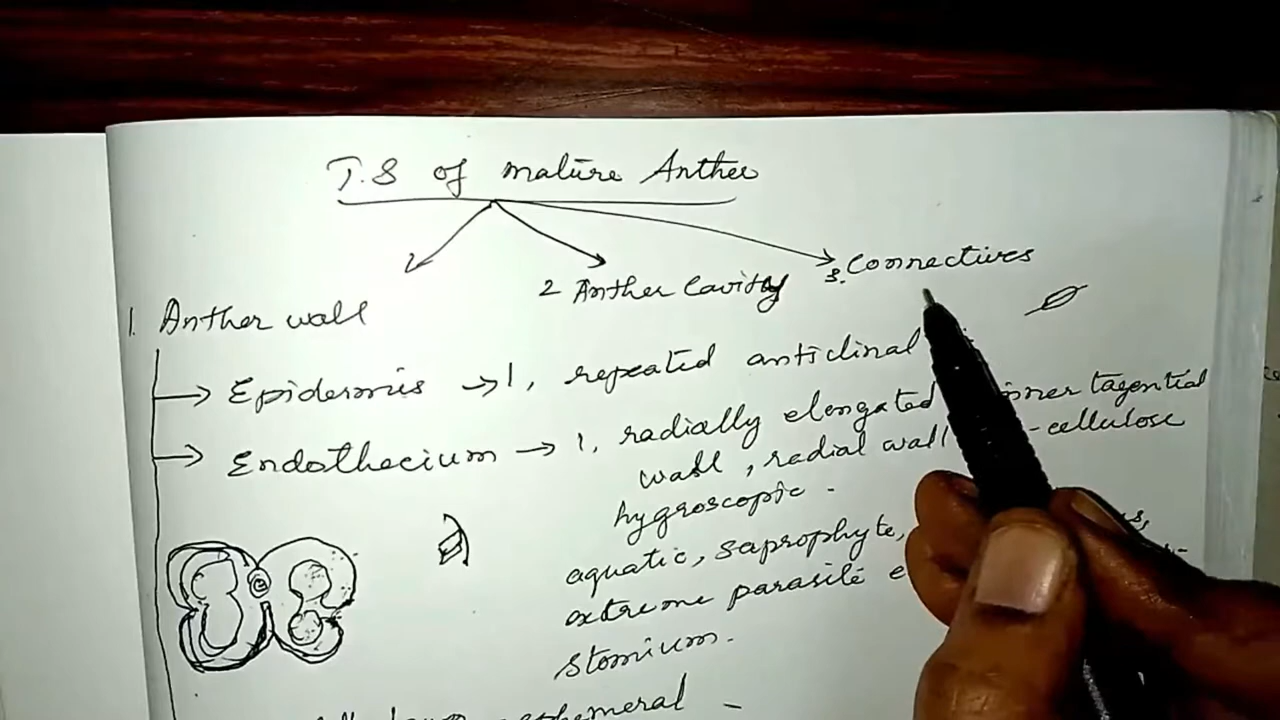 T.S of mature Anther
2 Anther Cavity
3. Connectives
1. Anther wall
Epidermis → 1, repeated anticlinal
Endothecium → 1, radially elongated inner tagential
wall, radial wall - cellulose
hygroscopic -
aquatic, saprophyte,
extreme parasite
stomium.
ephemeral -